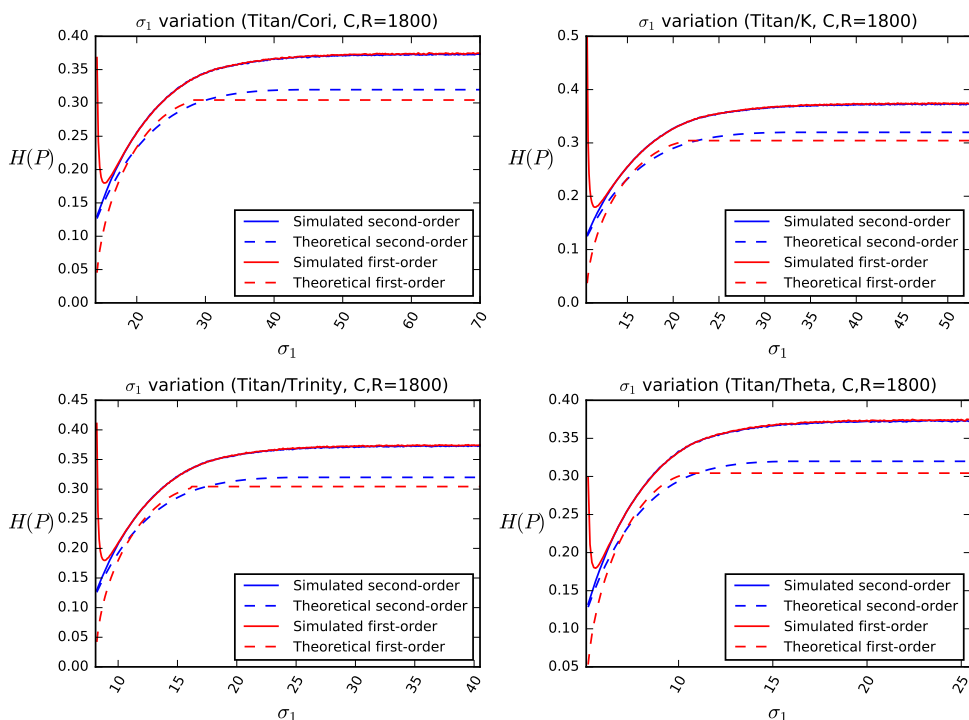 σ1 variation (Titan/Cori, C,R=1800)
0.40
0.35
0.30
0.25
0.20
0.15
0.10
0.05
0.00
H(P)
Simulated second-order
Theoretical second-order
Simulated first-order
Theoretical first-order
20 30 40 50 60 70
σ1
σ1 variation (Titan/K, C,R=1800)
0.5
0.4
0.3
0.2
0.1
0.0
H(P)
Simulated second-order
Theoretical second-order
Simulated first-order
Theoretical first-order
15 20 25 30 35 40 45 50
σ1
σ1 variation (Titan/Trinity, C,R=1800)
0.45
0.40
0.35
0.30
0.25
0.20
0.15
0.10
0.05
0.00
H(P)
Simulated second-order
Theoretical second-order
Simulated first-order
Theoretical first-order
10 15 20 25 30 35 40
σ1
σ1 variation (Titan/Theta, C,R=1800)
0.40
0.35
0.30
0.25
0.20
0.15
0.10
0.05
H(P)
Simulated second-order
Theoretical second-order
Simulated first-order
Theoretical first-order
10 15 20 25
σ1